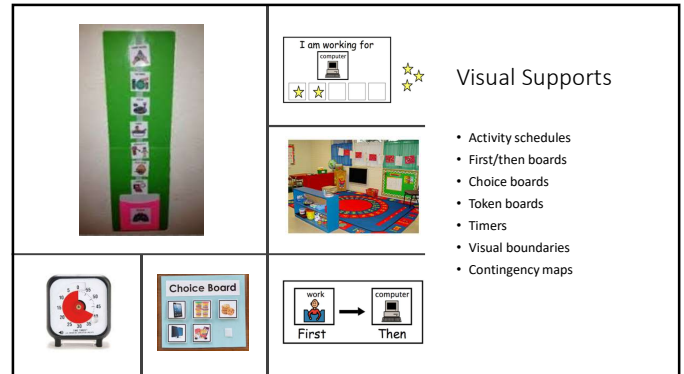 I am working for
computer
Visual Supports
• Activity schedules
• First/then boards
• Choice boards
• Token boards
• Timers
• Visual boundaries
• Contingency maps
Choice Board
work
computer
First
Then